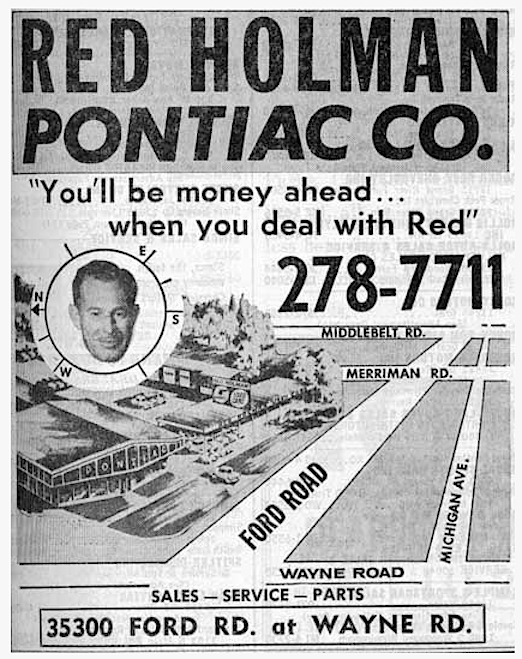 RED HOLMAN
PONTIAC CO.
"You'll be money ahead...
when you deal with Red"
278-7711
N
E
S
W
MIDDLEBELT RD.
MERRIMAN RD.
PONTIAC
FORD ROAD
MICHIGAN AVE.
WAYNE ROAD
SALES — SERVICE — PARTS
35300 FORD RD. at WAYNE RD.